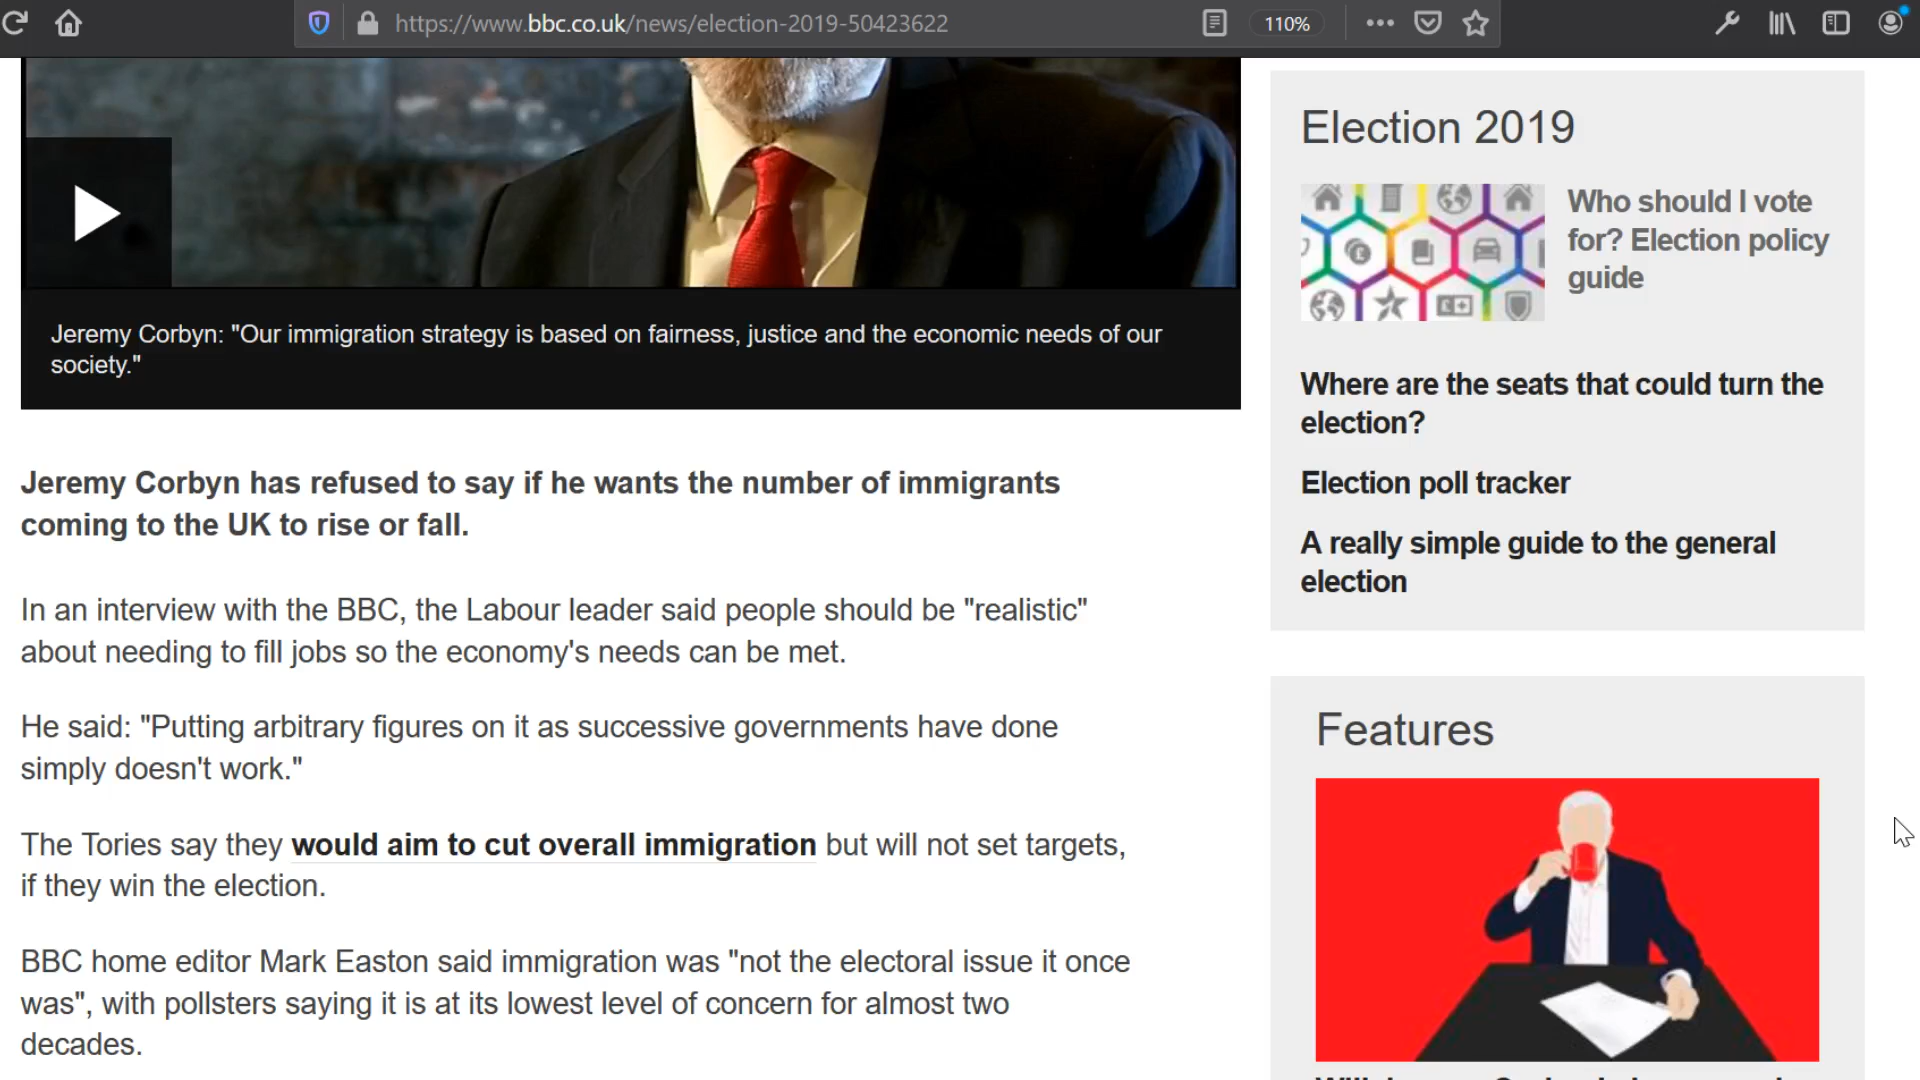 https://www.bbc.co.uk/news/election-2019-50423622
110%
Jeremy Corbyn: "Our immigration strategy is based on fairness, justice and the economic needs of our
society."
Jeremy Corbyn has refused to say if he wants the number of immigrants
coming to the UK to rise or fall.
In an interview with the BBC, the Labour leader said people should be "realistic"
about needing to fill jobs so the economy's needs can be met.
He said: "Putting arbitrary figures on it as successive governments have done
simply doesn't work."
The Tories say they would aim to cut overall immigration but will not set targets,
if they win the election.
BBC home editor Mark Easton said immigration was "not the electoral issue it once
was", with pollsters saying it is at its lowest level of concern for almost two
decades.
Election 2019
Who should I vote
for? Election policy
guide
Where are the seats that could turn the
election?
Election poll tracker
A really simple guide to the general
election
Features